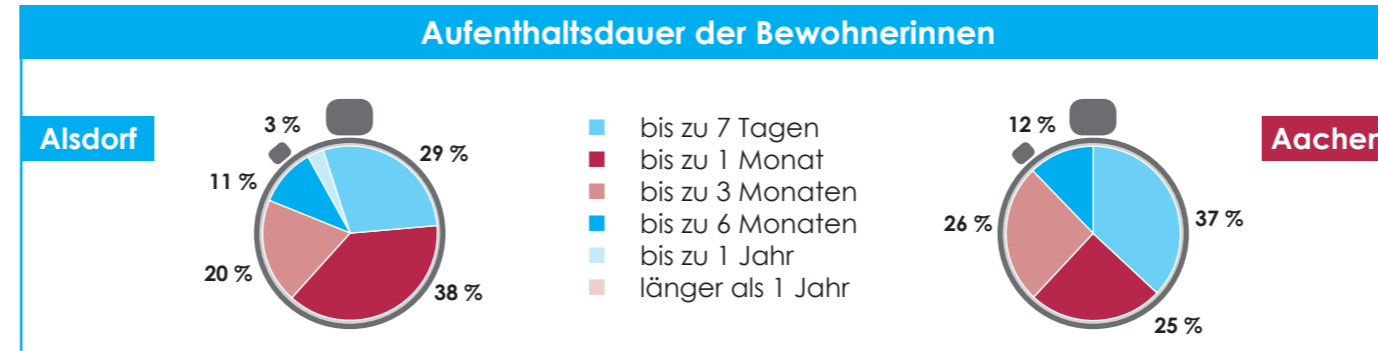 Aufenthaltsdauer der Bewohnerinnen
Alsdorf
3 %
29 %
11 %
20 %
38 %
bis zu 7 Tagen
bis zu 1 Monat
bis zu 3 Monaten
bis zu 6 Monaten
bis zu 1 Jahr
länger als 1 Jahr
Aachen
12 %
37 %
26 %
25 %